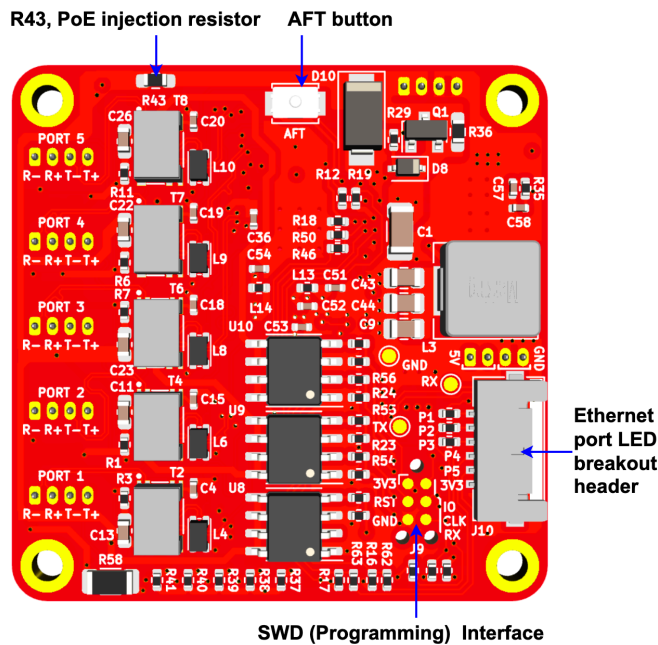 R43, PoE injection resistor
AFT button
D10
R43
T8
C26
C20
AFT
R29
Q1
R36
PORT 5
R- R+ T- T+
L10
R11
R12
R19
D8
C22
T7
C19
C57
R35
C58
PORT 4
R- R+ T- T+
C36
R18
R50
R46
C1
C54
L9
R6
R7
T6
L13
C51
C43
L14
C52
C44
C18
PORT 3
R- R+ T- T+
U10
C53
C9
L3
L8
C23
C11
T4
C15
GND
5V
GND
R56
RX
R24
PORT 2
R- R+ T- T+
U9
R53
TX
P1
P2
P3
R23
R54
L6
R1
R3
T2
C4
U8
P4
P5
PORT 1
R- R+ T- T+
3V3
3V3
RST
IO
GND
CLK
RX
J9
J10
C13
L4
R58
R41
R40
R39
R38
R37
R17
R63
R16
R62
Ethernet
port LED
breakout
header
SWD (Programming) Interface